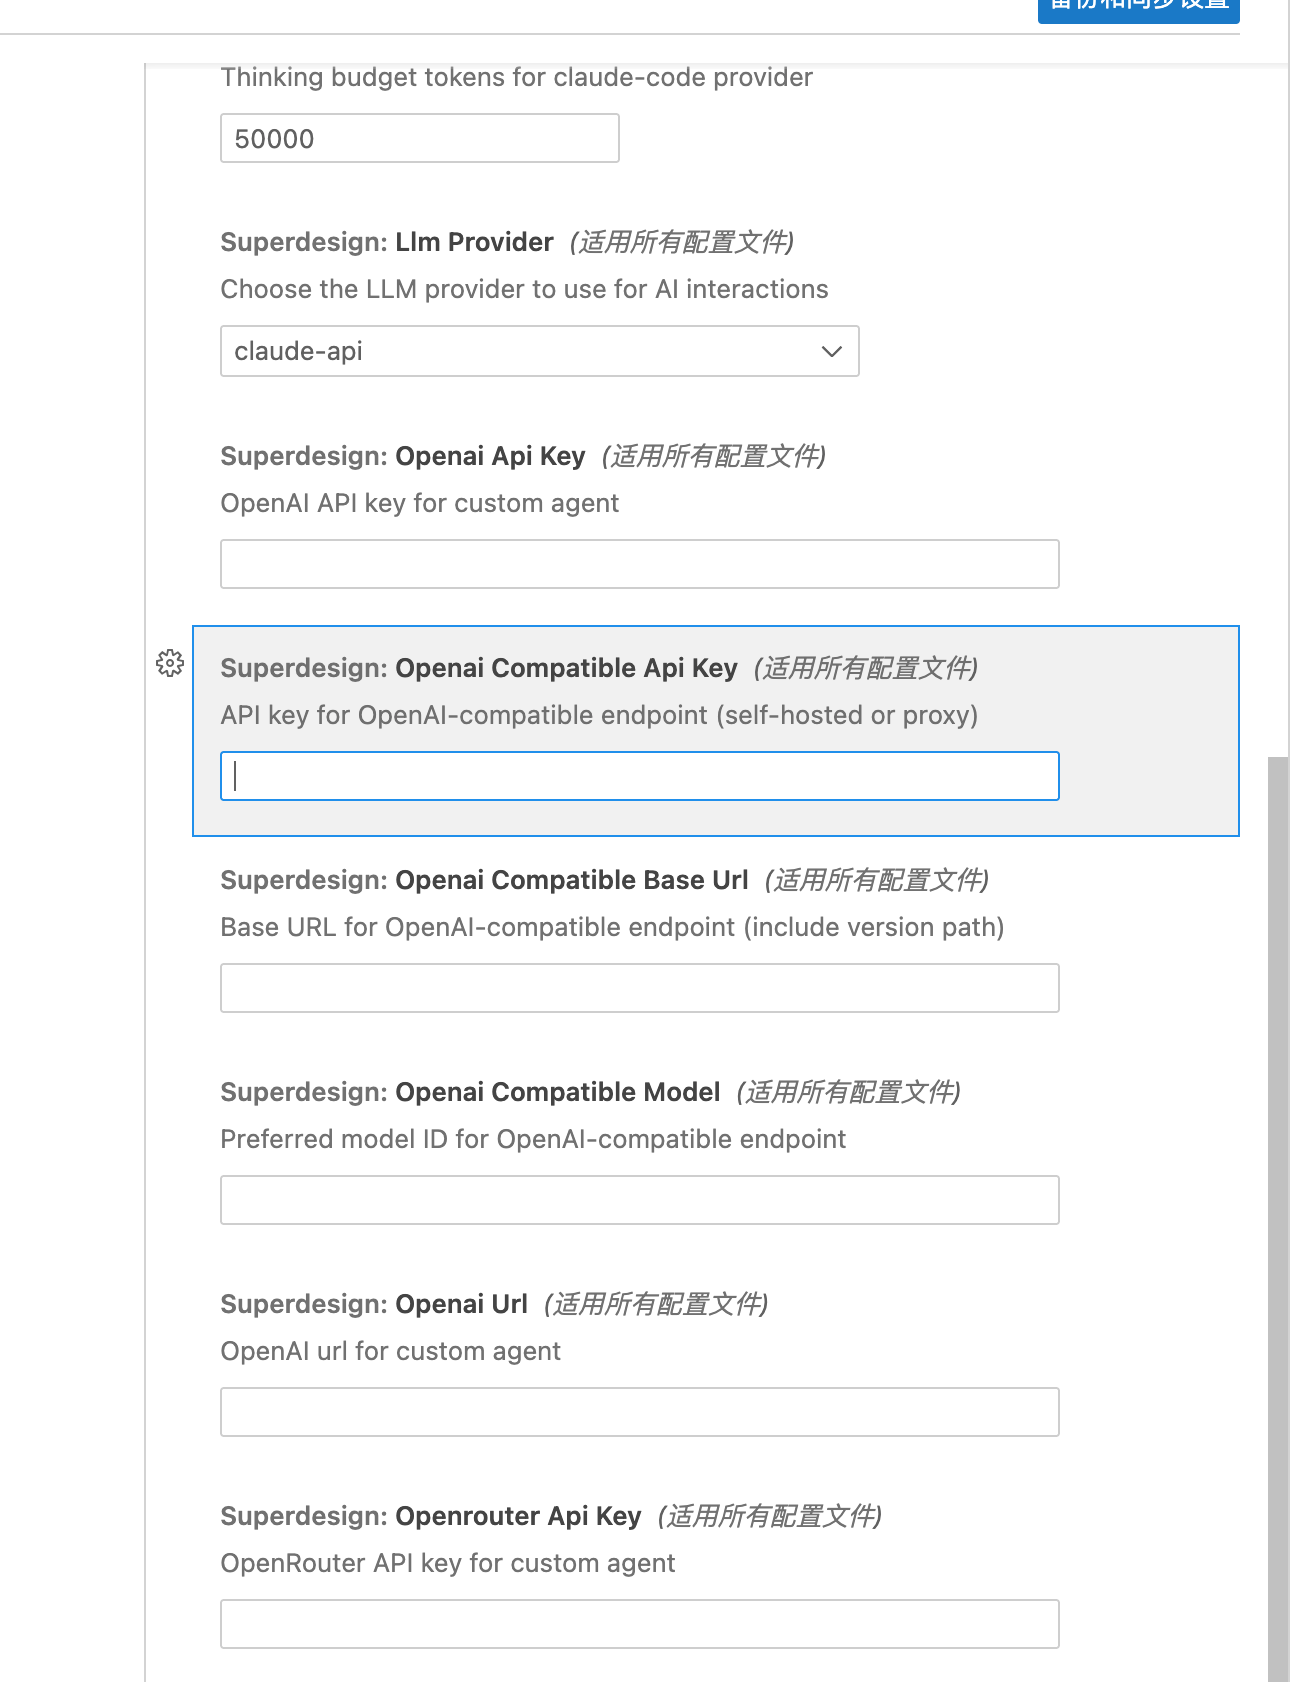 备份和同步设置
Thinking budget tokens for claude-code provider
50000
Superdesign: Llm Provider (适用所有配置文件)
Choose the LLM provider to use for AI interactions
claude-api
Superdesign: Openai Api Key (适用所有配置文件)
OpenAI API key for custom agent
Superdesign: Openai Compatible Api Key (适用所有配置文件)
API key for OpenAI-compatible endpoint (self-hosted or proxy)
Superdesign: Openai Compatible Base Url (适用所有配置文件)
Base URL for OpenAI-compatible endpoint (include version path)
Superdesign: Openai Compatible Model (适用所有配置文件)
Preferred model ID for OpenAI-compatible endpoint
Superdesign: Openai Url (适用所有配置文件)
OpenAI url for custom agent
Superdesign: Openrouter Api Key (适用所有配置文件)
OpenRouter API key for custom agent